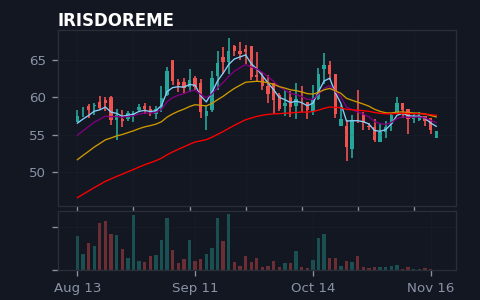 IRISDOREME
65
60
55
50
Aug 13
Sep 11
Oct 14
Nov 16